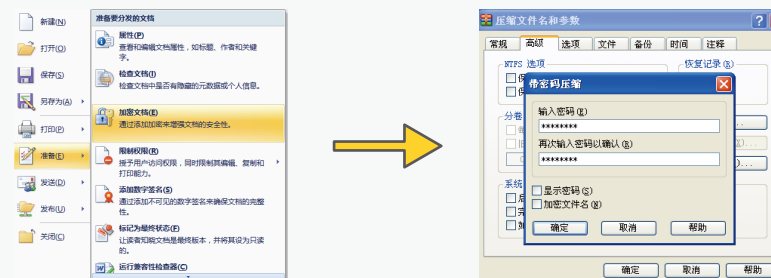 新建(N)
打开(O)
保存(S)
另存为(A)
打印(P)
准备(E)
发送(D)
发布(U)
关闭(C)
准备要分发的文档
属性(P)
查看和编辑文档属性，如标题、作者和关键
字。
检查文档(I)
检查文档中是否有隐藏的元数据或个人信息。
加密文档(E)
通过添加加密来增强文档的安全性。
限制权限(R)
授予用户访问权限，同时限制其编辑、复制和
打印能力。
添加数字签名(S)
通过添加不可见的数字签名来确保文档的完整
性。
标记为最终状态(F)
让读者知晓文档是最终版本，并将其设为只读
的。
运行兼容性检查器(C)
压缩文件名和参数
常规 高级 选项 文件 备份 时间 注释
NTFS 选项
恢复记录(R)
带密码压缩
输入密码(E)
********
再次输入密码以确认(R)
********
显示密码(S)
加密文件名(N)
确定 取消 帮助
分卷
系统
确定 取消 帮助